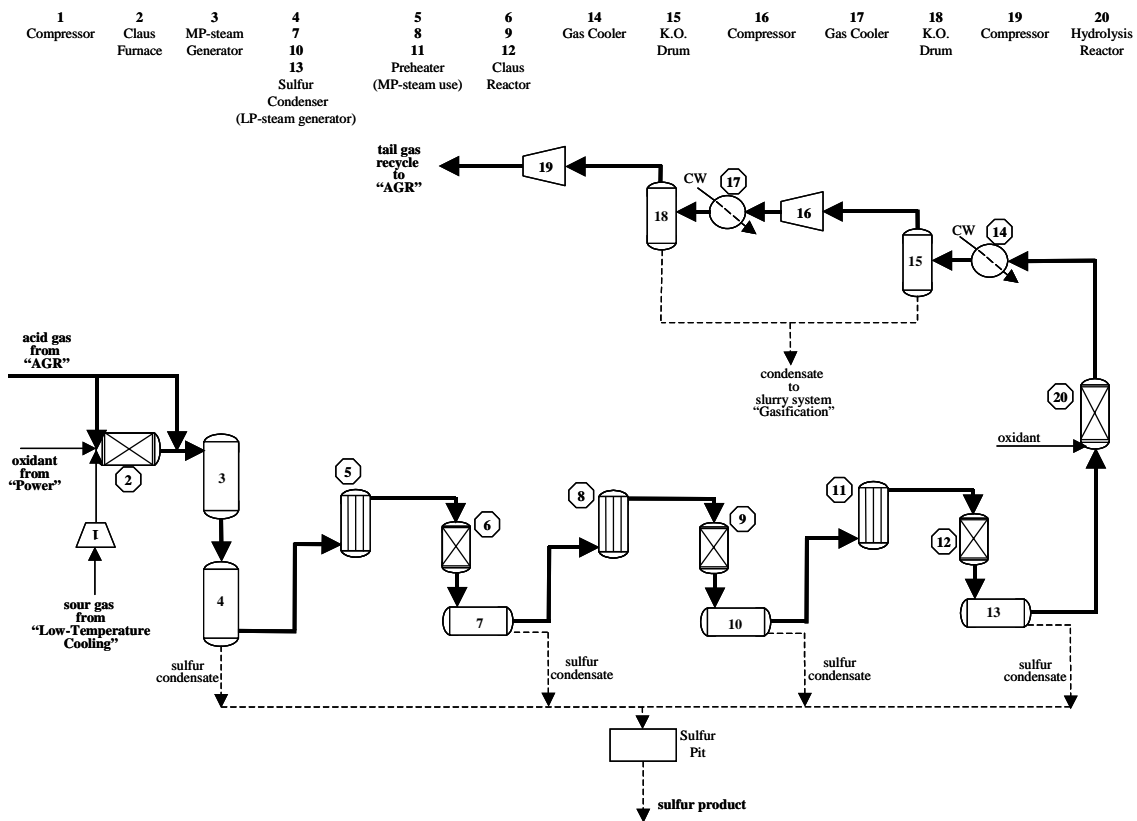 1
Compressor
2
Claus
Furnace
3
MP-steam
Generator
4
7
10
13
Sulfur
Condenser
(LP-steam generator)
5
8
11
Preheater
(MP-steam use)
6
9
12
Claus
Reactor
14
Gas Cooler
15
K.O.
Drum
16
Compressor
17
Gas Cooler
18
K.O.
Drum
19
Compressor
20
Hydrolysis
Reactor
tail gas
recycle
to
“AGR”
19
18
CW
17
16
15
CW
14
condensate
to
slurry system
“Gasification”
20
oxidant
acid gas
from
“AGR”
oxidant
from
“Power”
2
1
sour gas
from
“Low-Temperature
Cooling”
3
4
5
6
7
8
9
10
11
12
13
sulfur
condensate
sulfur
condensate
sulfur
condensate
sulfur
condensate
Sulfur
Pit
sulfur product